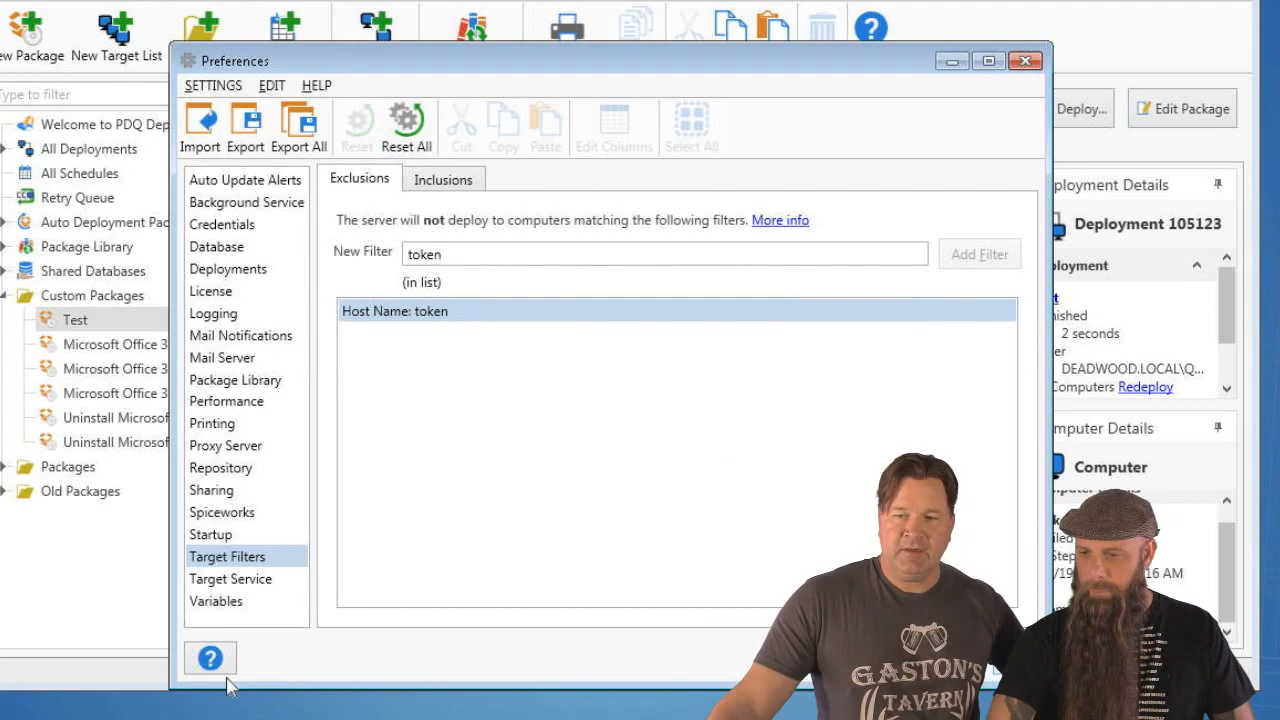 ew Package
New Target List
Type to filter
Welcome to PDQ Dep
All Deployments
All Schedules
Retry Queue
Auto Deployment Pac
Package Library
Shared Databases
Custom Packages
Test
Microsoft Office 3
Microsoft Office 3
Microsoft Office 3
Uninstall Microsof
Uninstall Microsof
Packages
Old Packages
Preferences
SETTINGS EDIT HELP
Import Export Export All Reset Reset All Cut Copy Paste Edit Columns Select All
Auto Update Alerts
Background Service
Credentials
Database
Deployments
License
Logging
Mail Notifications
Mail Server
Package Library
Performance
Printing
Proxy Server
Repository
Sharing
Spiceworks
Startup
Target Filters
Target Service
Variables
Exclusions Inclusions
The server will not deploy to computers matching the following filters. More info
New Filter token Add Filter
(in list)
Host Name: token
Deploy... Edit Package
ployment Details
Deployment 105123
ployment
nished
2 seconds
er
DEADWOOD.LOCAL\Q...
Computers Redeploy
mputer Details
Computer
iled
Step
/19
16 AM
GASTON'S
TAVERN